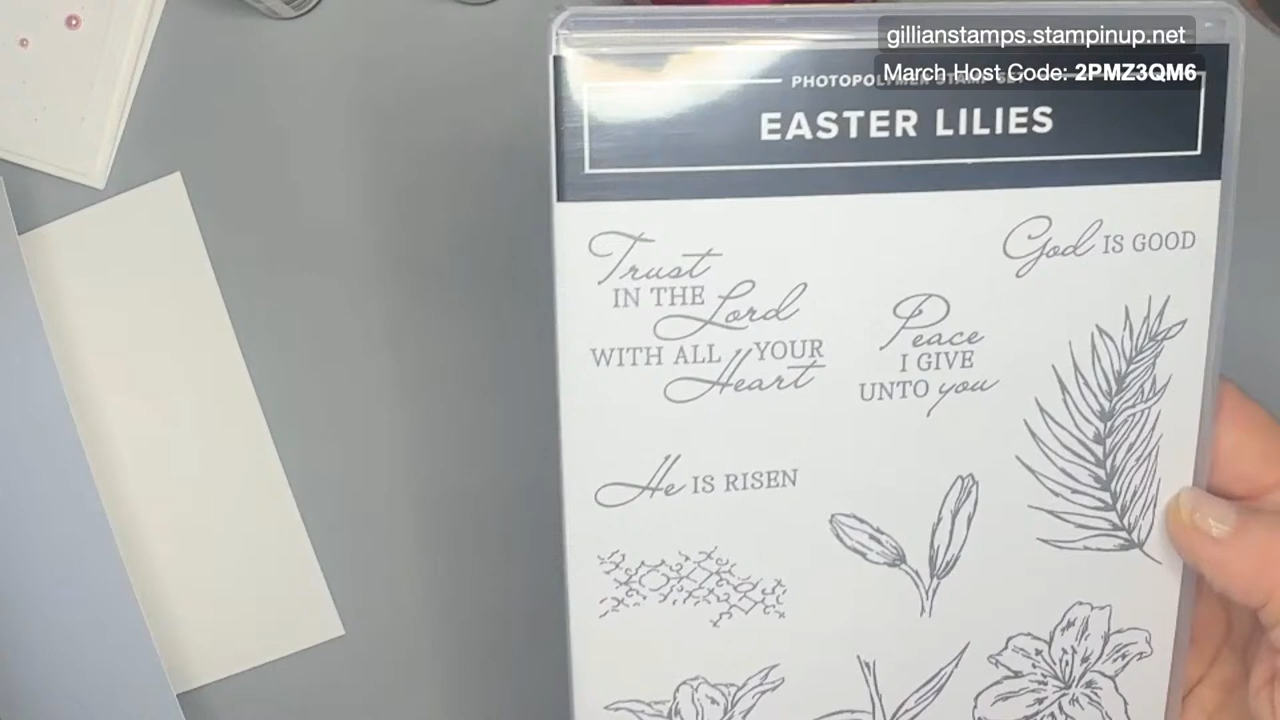 gillianstamps.stampinup.net
March Host Code: 2PMZ3QM6
PHOTOPOLYMER STAMP SET
EASTER LILIES
God IS GOOD
Trust
IN THE Lord
WITH ALL YOUR
Heart
Peace
I GIVE
UNTO you
He IS RISEN